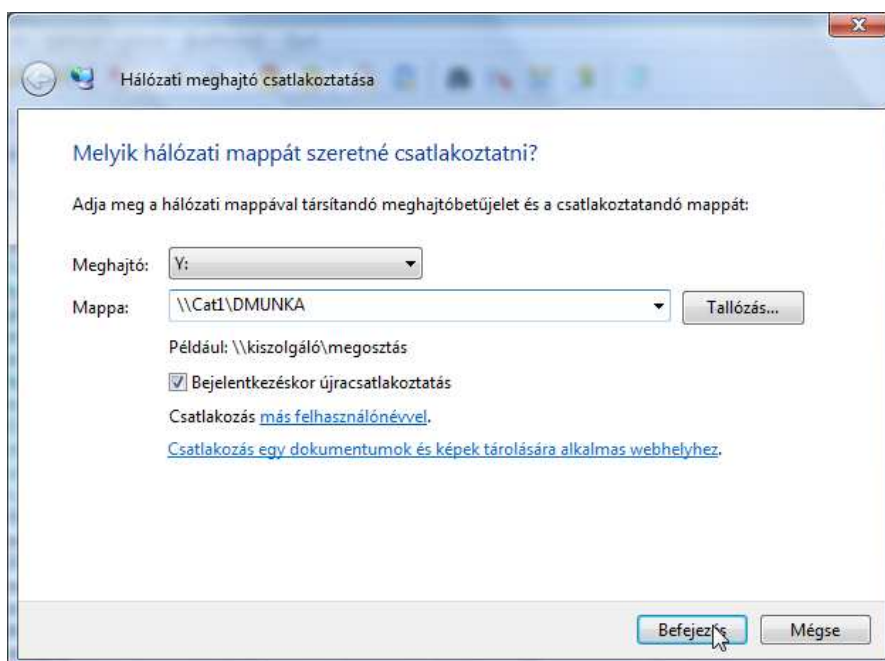 Hálózati meghajtó csatlakoztatása
Melyik hálózati mappát szeretné csatlakoztatni?
Adja meg a hálózati mappával társítandó meghajtóbetűjelet és a csatlakoztatandó mappát:
Meghajtó: Y:
Mappa: \\Cat1\DMUNKA Tallózás...
Például: \\kiszolgáló\megosztás
Bejelentkezéskor újracsatlakoztatás
Csatlakozás más felhasználónévvel.
Csatlakozás egy dokumentumok és képek tárolására alkalmas webhelyhez.
Befejezés Mégse